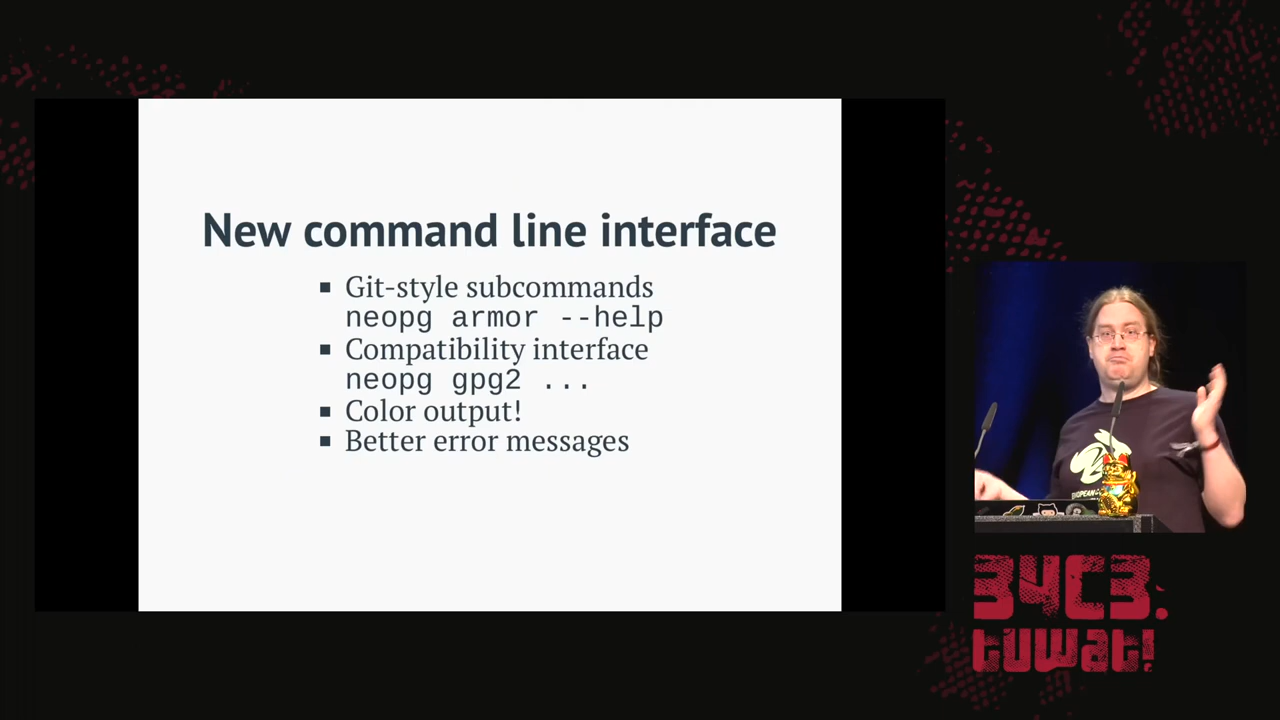 New command line interface
Git-style subcommands
neopg armor --help
Compatibility interface
neopg gpg2 ...
Color output!
Better error messages
34C3.
tuwat!